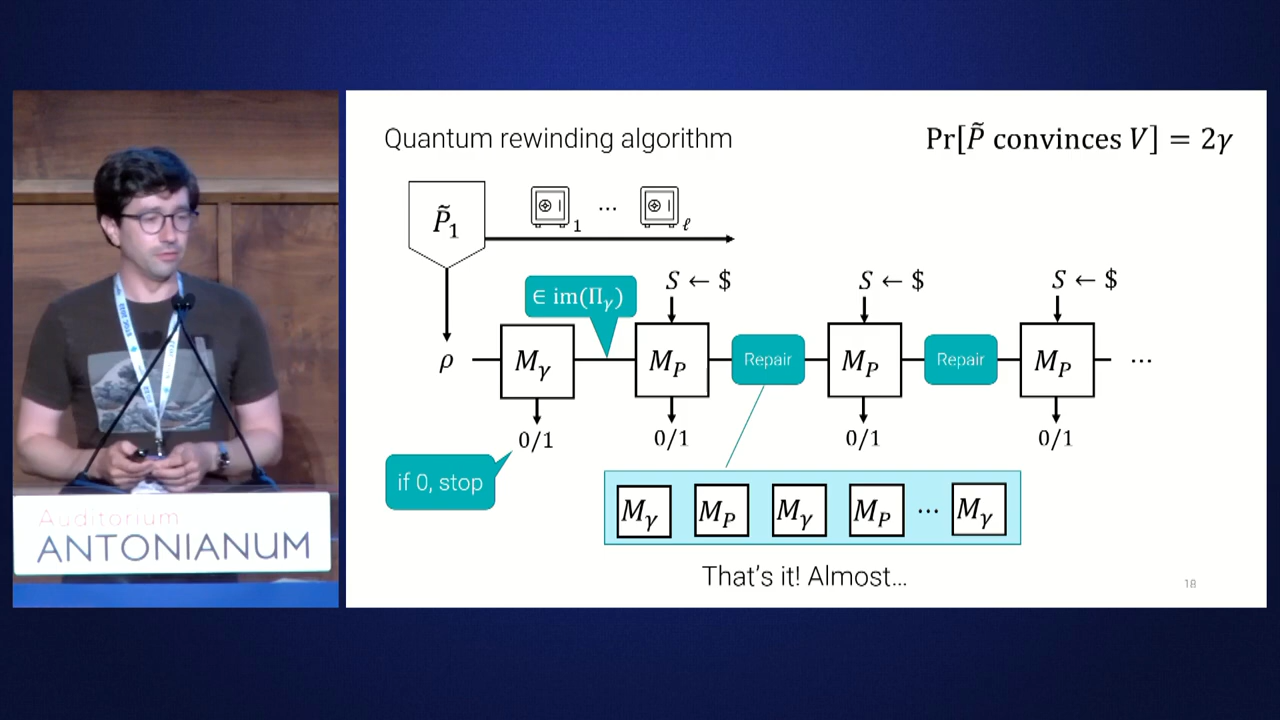 Quantum rewinding algorithm
Pr[P̃ convinces V] = 2γ
P̃₁
1 ... ℓ
∈ im(Π_γ)
S ← $
S ← $
S ← $
ρ
M_γ
M_P
Repair
M_P
Repair
M_P
...
0/1
0/1
0/1
0/1
if 0, stop
M_γ M_P M_γ M_P ... M_γ
That's it! Almost...
18
Auditorium
ANTONIANUM